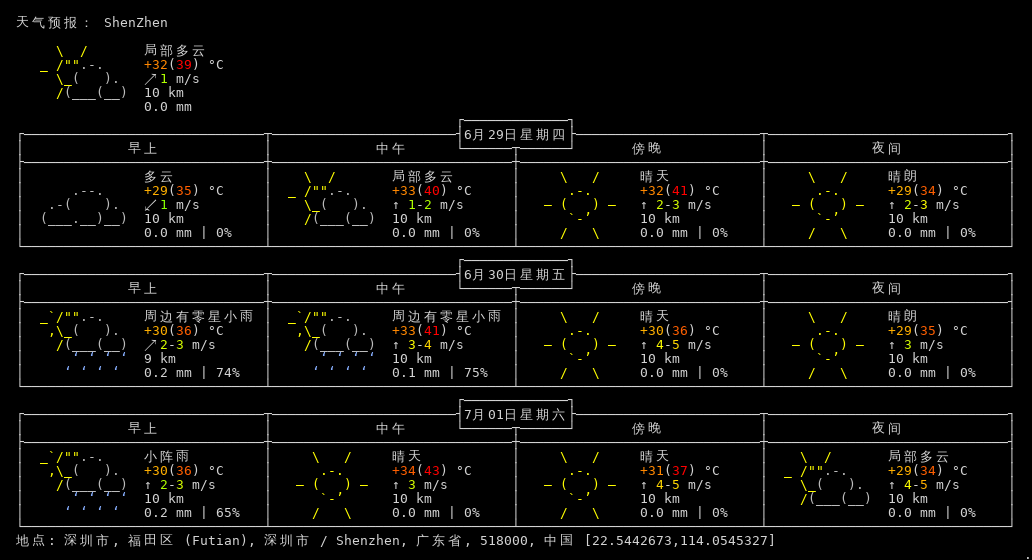 天气预报： ShenZhen
局部多云
+32(39) °C
↗1 m/s
10 km
0.0 mm
6月29日星期四
早上 中午 傍晚 夜间
多云 局部多云 晴天 晴朗
+29(35) °C +33(40) °C +32(41) °C +29(34) °C
↙1 m/s ↑ 1-2 m/s ↑ 2-3 m/s ↑ 2-3 m/s
10 km 10 km 10 km 10 km
0.0 mm | 0% 0.0 mm | 0% 0.0 mm | 0% 0.0 mm | 0%
6月30日星期五
早上 中午 傍晚 夜间
周边有零星小雨 周边有零星小雨 晴天 晴朗
+30(36) °C +33(41) °C +30(36) °C +29(35) °C
↗2-3 m/s ↑ 3-4 m/s ↑ 4-5 m/s ↑ 3 m/s
9 km 10 km 10 km 10 km
0.2 mm | 74% 0.1 mm | 75% 0.0 mm | 0% 0.0 mm | 0%
7月01日星期六
早上 中午 傍晚 夜间
小阵雨 晴天 晴天 局部多云
+30(36) °C +34(43) °C +31(37) °C +29(34) °C
↑ 2-3 m/s ↑ 3 m/s ↑ 4-5 m/s ↑ 4-5 m/s
10 km 10 km 10 km 10 km
0.2 mm | 65% 0.0 mm | 0% 0.0 mm | 0% 0.0 mm | 0%
地点: 深圳市, 福田区 (Futian), 深圳市 / Shenzhen, 广东省, 518000, 中国 [22.5442673,114.0545327]